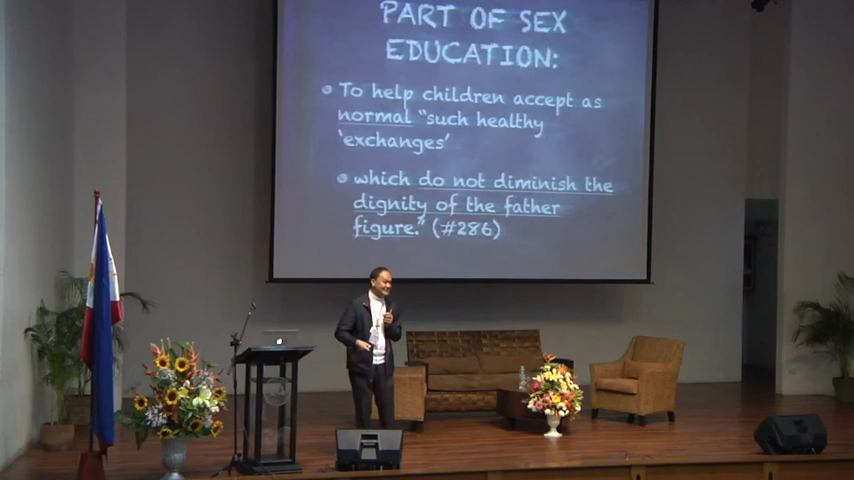 PART OF SEX
EDUCATION:
To help children accept as
normal "such healthy
'exchanges'
which do not diminish the
dignity of the father
figure." (#286)